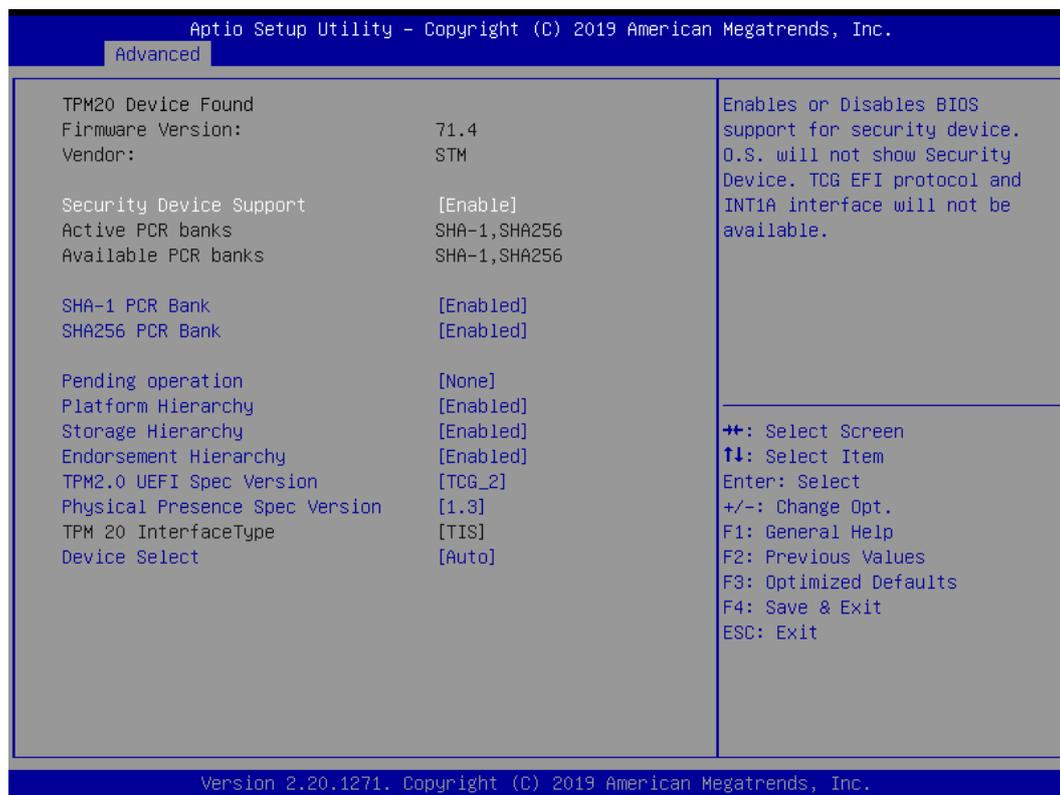 Aptio Setup Utility – Copyright (C) 2019 American Megatrends, Inc.
Advanced
TPM20 Device Found
Firmware Version: 71.4
Vendor: STM
Security Device Support [Enable]
Active PCR banks SHA-1,SHA256
Available PCR banks SHA-1,SHA256
SHA-1 PCR Bank [Enabled]
SHA256 PCR Bank [Enabled]
Pending operation [None]
Platform Hierarchy [Enabled]
Storage Hierarchy [Enabled]
Endorsement Hierarchy [Enabled]
TPM2.0 UEFI Spec Version [TCG_2]
Physical Presence Spec Version [1.3]
TPM 20 InterfaceType [TIS]
Device Select [Auto]
Enables or Disables BIOS
support for security device.
O.S. will not show Security
Device. TCG EFI protocol and
INT1A interface will not be
available.
→←: Select Screen
↑↓: Select Item
Enter: Select
+/-: Change Opt.
F1: General Help
F2: Previous Values
F3: Optimized Defaults
F4: Save & Exit
ESC: Exit
Version 2.20.1271. Copyright (C) 2019 American Megatrends, Inc.